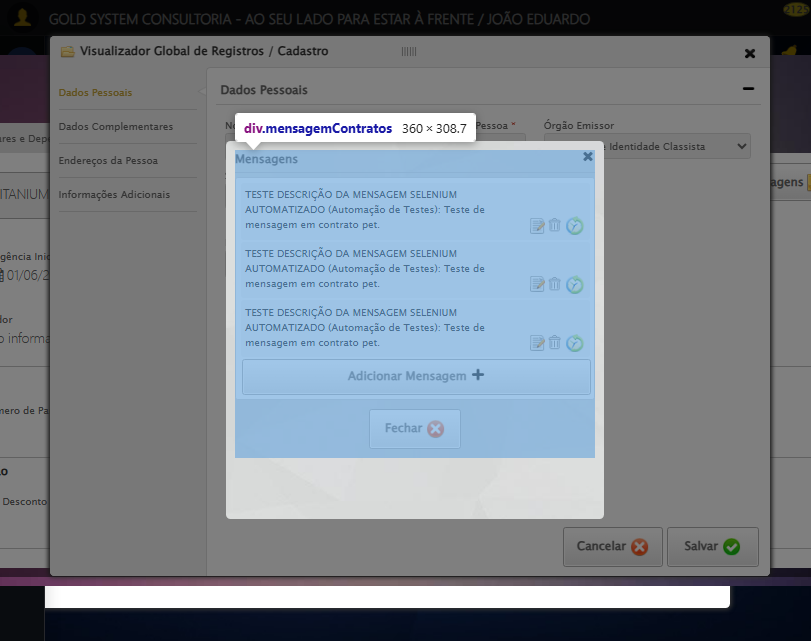 GOLD SYSTEM CONSULTORIA - AO SEU LADO PARA ESTAR À FRENTE / JOÃO EDUARDO
Visualizador Global de Registros / Cadastro
Dados Pessoais
Dados Complementares
Endereços da Pessoa
Informações Adicionais
Dados Pessoais
Pessoa *
Órgão Emissor
Identidade Classista
div.mensagemContratos 360 × 308.7
Mensagens
TESTE DESCRIÇÃO DA MENSAGEM SELENIUM
AUTOMATIZADO (Automação de Testes): Teste de
mensagem em contrato pet.
TESTE DESCRIÇÃO DA MENSAGEM SELENIUM
AUTOMATIZADO (Automação de Testes): Teste de
mensagem em contrato pet.
TESTE DESCRIÇÃO DA MENSAGEM SELENIUM
AUTOMATIZADO (Automação de Testes): Teste de
mensagem em contrato pet.
Adicionar Mensagem
Fechar
Cancelar
Salvar
ures e Depe
ITANIUM
gência Iníc
01/06/2
dor
o informa
mero de Pa
o
Desconto
agens